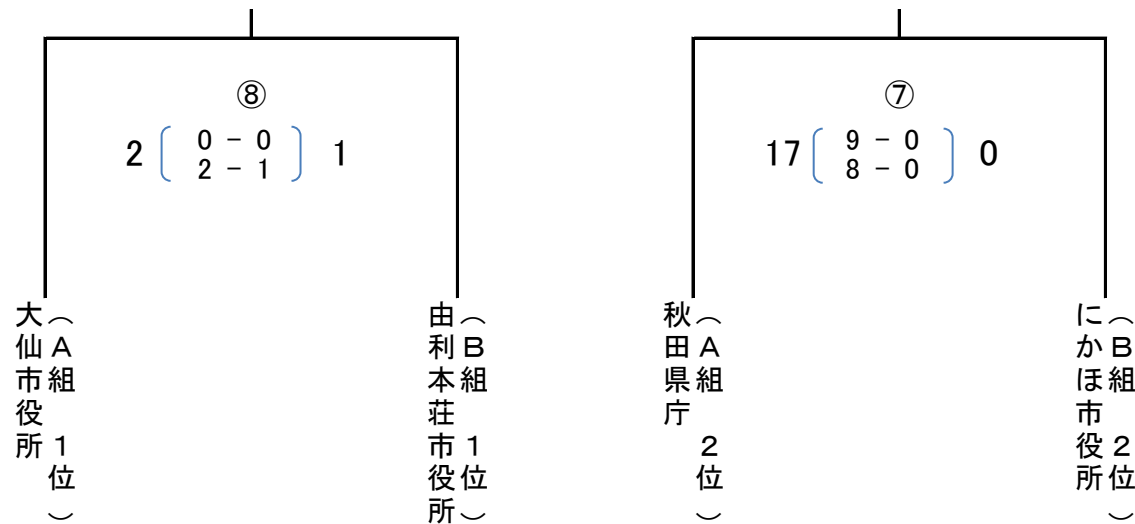 ⑧
2 0 - 0 1
2 - 1
大仙市役所
（A組 1位）
由利本荘市役所
（B組 1位）
⑦
17 9 - 0 0
8 - 0
秋田県庁
（A組 2位）
にかほ市役所
（B組 2位）